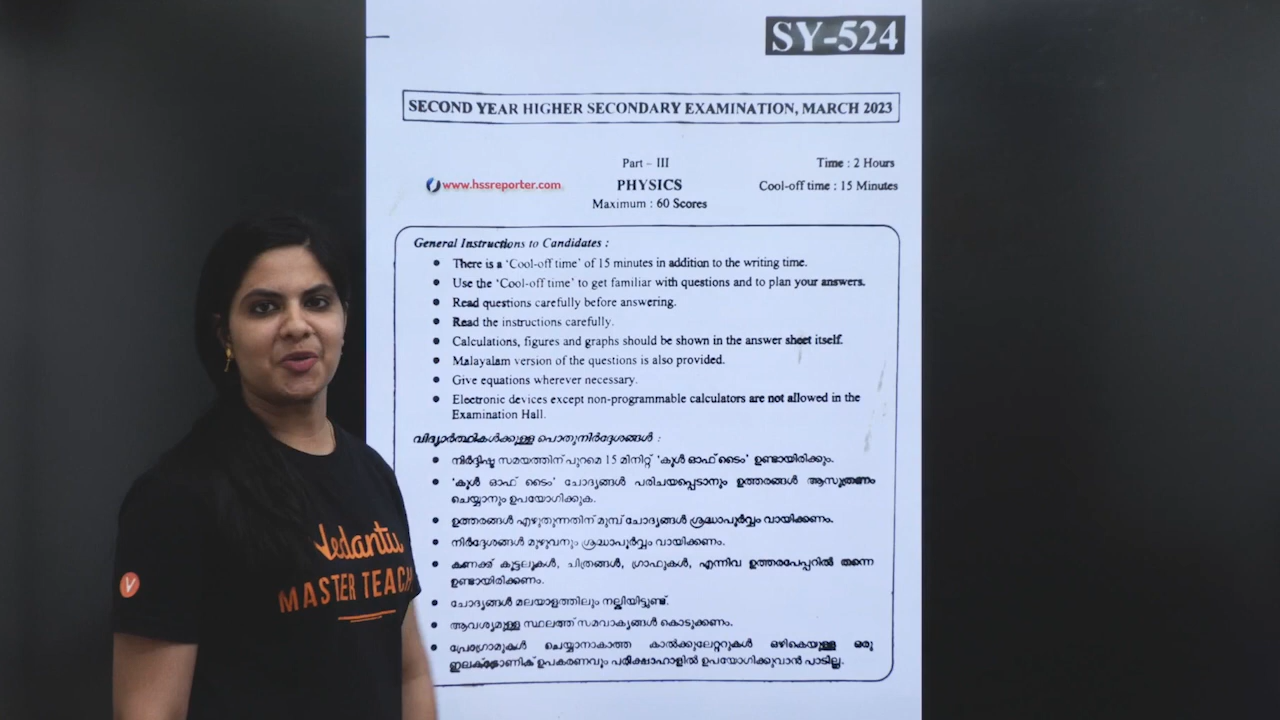 SY-524
SECOND YEAR HIGHER SECONDARY EXAMINATION, MARCH 2023
Part – III
Time : 2 Hours
www.hssreporter.com
PHYSICS
Cool-off time : 15 Minutes
Maximum : 60 Scores
General Instructions to Candidates :
• There is a ‘Cool-off time’ of 15 minutes in addition to the writing time.
• Use the ‘Cool-off time’ to get familiar with questions and to plan your answers.
• Read questions carefully before answering.
• Read the instructions carefully.
• Calculations, figures and graphs should be shown in the answer sheet itself.
• Malayalam version of the questions is also provided.
• Give equations wherever necessary.
• Electronic devices except non-programmable calculators are not allowed in the
Examination Hall.
വിദ്യാർത്ഥികൾക്കുള്ള പൊതുനിർദ്ദേശങ്ങൾ :
• നിർദ്ദിഷ്ട സമയത്തിന് പുറമെ 15 മിനിറ്റ് ‘കൂൾ ഓഫ് ടൈം’ ഉണ്ടായിരിക്കും.
• ‘കൂൾ ഓഫ് ടൈം’ ചോദ്യങ്ങൾ പരിചയപ്പെടാനും ഉത്തരങ്ങൾ ആസൂത്രണം
ചെയ്യാനും ഉപയോഗിക്കുക.
• ഉത്തരങ്ങൾ എഴുതുന്നതിന് മുമ്പ് ചോദ്യങ്ങൾ ശ്രദ്ധാപൂർവ്വം വായിക്കണം.
• നിർദ്ദേശങ്ങൾ മുഴുവനും ശ്രദ്ധാപൂർവ്വം വായിക്കണം.
• കണക്ക് കൂട്ടലുകൾ, ചിത്രങ്ങൾ, ഗ്രാഫുകൾ, എന്നിവ ഉത്തരപേപ്പറിൽ തന്നെ
ഉണ്ടായിരിക്കണം.
• ചോദ്യങ്ങൾ മലയാളത്തിലും നല്കിയിട്ടുണ്ട്.
• ആവശ്യമുള്ള സ്ഥലത്ത് സമവാക്യങ്ങൾ കൊടുക്കണം.
• പ്രോഗ്രാമുകൾ ചെയ്യാനാകാത്ത കാൽക്കുലേറ്ററുകൾ ഒഴികെയുള്ള ഒരു
ഇലക്ട്രോണിക് ഉപകരണവും പരീക്ഷാഹാളിൽ ഉപയോഗിക്കുവാൻ പാടില്ല.
Vedantu
MASTER TEACH
V